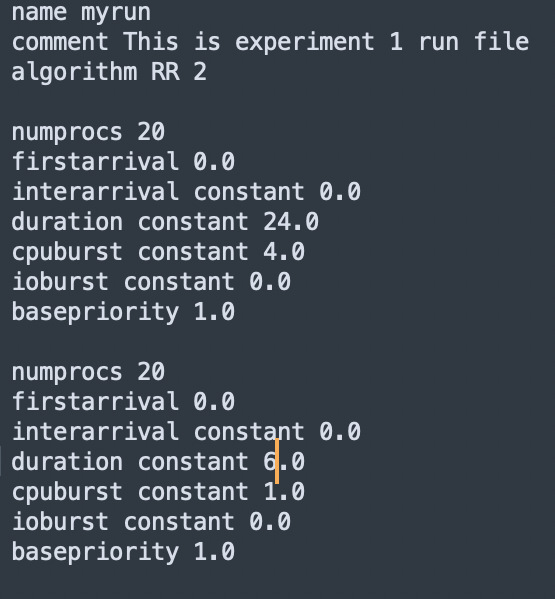 name myrun
comment This is experiment 1 run file
algorithm RR 2
numprocs 20
firstarrival 0.0
interarrival constant 0.0
duration constant 24.0
cpuburst constant 4.0
ioburst constant 0.0
basepriority 1.0
numprocs 20
firstarrival 0.0
interarrival constant 0.0
duration constant 6.0
cpuburst constant 1.0
ioburst constant 0.0
basepriority 1.0